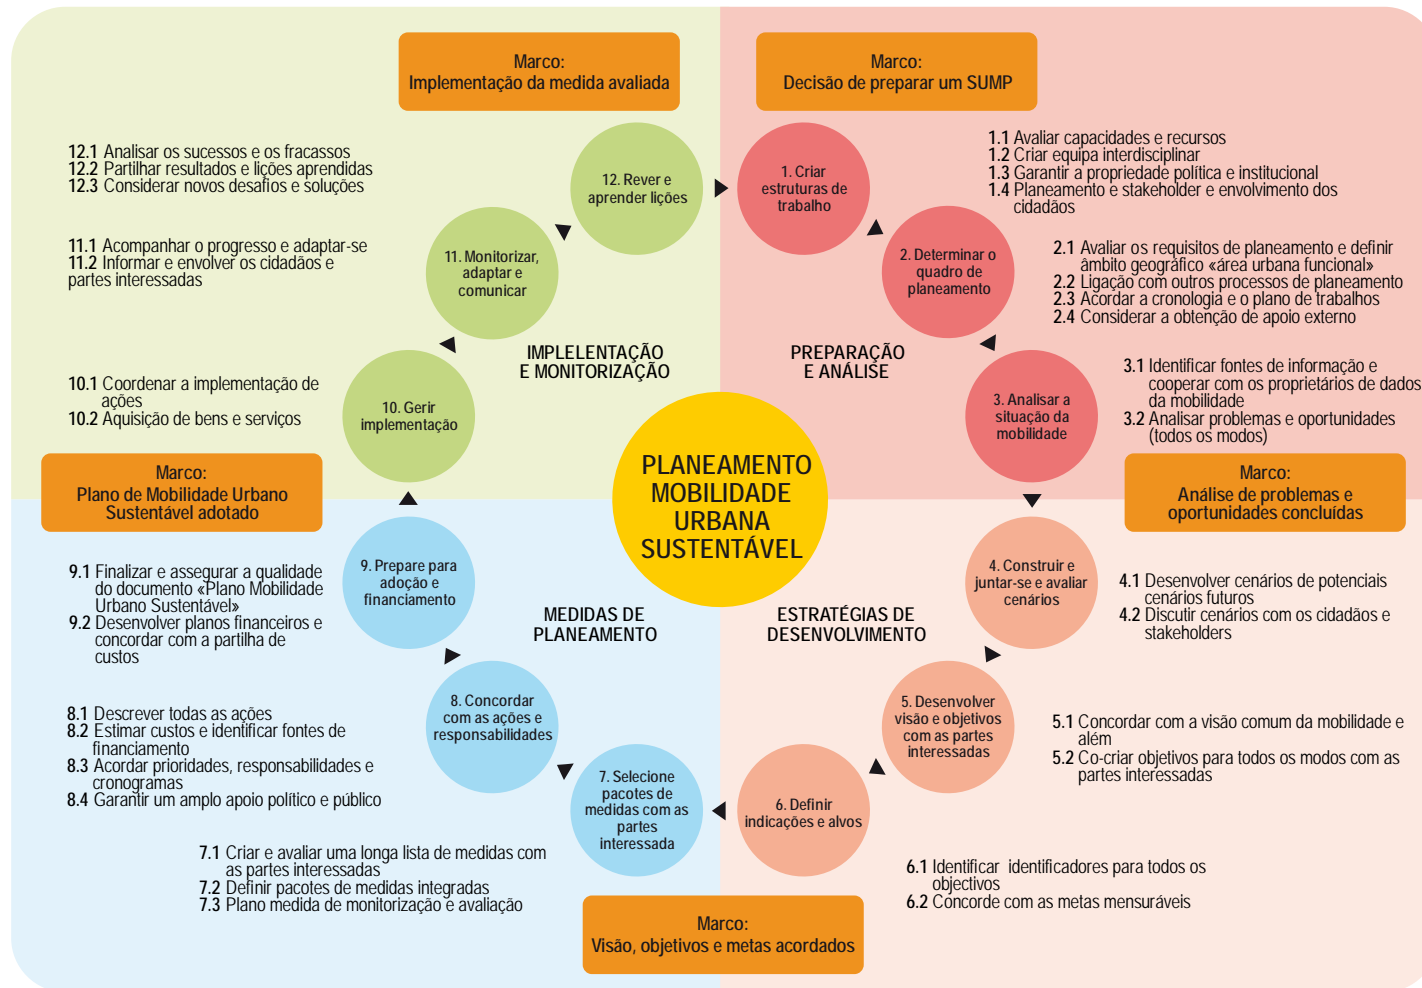 Marco:
Implementação da medida avaliada
Marco:
Decisão de preparar um SUMP
1.1 Avaliar capacidades e recursos
1.2 Criar equipa interdisciplinar
1.3 Garantir a propriedade política e institucional
1.4 Planeamento e stakeholder e envolvimento dos
cidadãos
1. Criar
estruturas de
trabalho
2.1 Avaliar os requisitos de planeamento e definir
âmbito geográfico «área urbana funcional»
2.2 Ligação com outros processos de planeamento
2.3 Acordar a cronologia e o plano de trabalhos
2.4 Considerar a obtenção de apoio externo
2. Determinar o
quadro de
planeamento
PREPARAÇÃO
E ANÁLISE
3.1 Identificar fontes de informação e
cooperar com os proprietários de dados
da mobilidade
3.2 Analisar problemas e oportunidades
(todos os modos)
3. Analisar a
situação da
mobilidade
Marco:
Análise de problemas e
oportunidades concluídas
4. Construir e
juntar-se e avaliar
cenários
4.1 Desenvolver cenários de potenciais
cenários futuros
4.2 Discutir cenários com os cidadãos e
stakeholders
ESTRATÉGIAS DE
DESENVOLVIMENTO
5. Desenvolver
visão e objetivos
com as partes
interessadas
5.1 Concordar com a visão comum da mobilidade e
além
5.2 Co-criar objetivos para todos os modos com as
partes interessadas
6. Definir
indicações e alvos
6.1 Identificar identificadores para todos os
objectivos
6.2 Concorde com as metas mensuráveis
Marco:
Visão, objetivos e metas acordados
7. Selecione
pacotes de
medidas com as
partes
interessada
7.1 Criar e avaliar uma longa lista de medidas com
as partes interessadas
7.2 Definir pacotes de medidas integradas
7.3 Plano medida de monitorização e avaliação
8. Concordar
com as ações e
responsabilidades
8.1 Descrever todas as ações
8.2 Estimar custos e identificar fontes de
financiamento
8.3 Acordar prioridades, responsabilidades e
cronogramas
8.4 Garantir um amplo apoio político e público
MEDIDAS DE
PLANEAMENTO
9. Prepare para
adoção e
financiamento
9.1 Finalizar e assegurar a qualidade
do documento «Plano Mobilidade
Urbano Sustentável»
9.2 Desenvolver planos financeiros e
concordar com a partilha de
custos
Marco:
Plano de Mobilidade Urbano
Sustentável adotado
10. Gerir
implementação
10.1 Coordenar a implementação de
ações
10.2 Aquisição de bens e serviços
IMPLELENTAÇÃO
E MONITORIZAÇÃO
11. Monitorizar,
adaptar e
comunicar
11.1 Acompanhar o progresso e adaptar-se
11.2 Informar e envolver os cidadãos e
partes interessadas
12. Rever e
aprender lições
12.1 Analisar os sucessos e os fracassos
12.2 Partilhar resultados e lições aprendidas
12.3 Considerar novos desafios e soluções
PLANEAMENTO
MOBILIDADE
URBANA
SUSTENTÁVEL